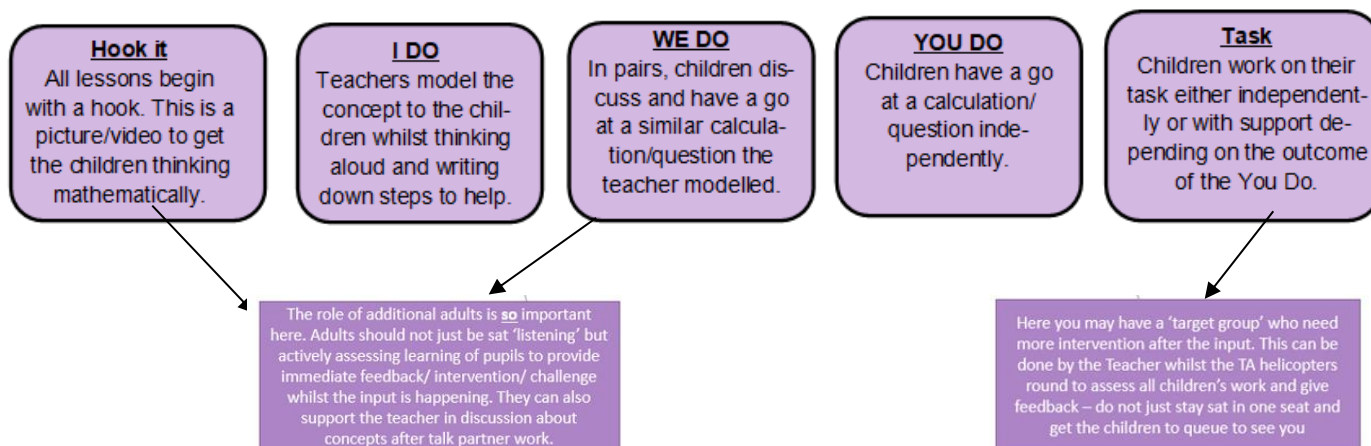 Hook it
All lessons begin
with a hook. This is a
picture/video to get
the children thinking
mathematically.
I DO
Teachers model the
concept to the chil-
dren whilst thinking
aloud and writing
down steps to help.
WE DO
In pairs, children dis-
cuss and have a go
at a similar calcula-
tion/question the
teacher modelled.
YOU DO
Children have a go
at a calculation/
question inde-
pendently.
Task
Children work on their
task either independent-
ly or with support de-
pending on the outcome
of the You Do.
The role of additional adults is so important
here. Adults should not just be sat ‘listening’ but
actively assessing learning of pupils to provide
immediate feedback/ intervention/ challenge
whilst the input is happening. They can also
support the teacher in discussion about
concepts after talk partner work.
Here you may have a ‘target group’ who need
more intervention after the input. This can be
done by the Teacher whilst the TA helicopters
round to assess all children’s work and give
feedback – do not just stay sat in one seat and
get the children to queue to see you